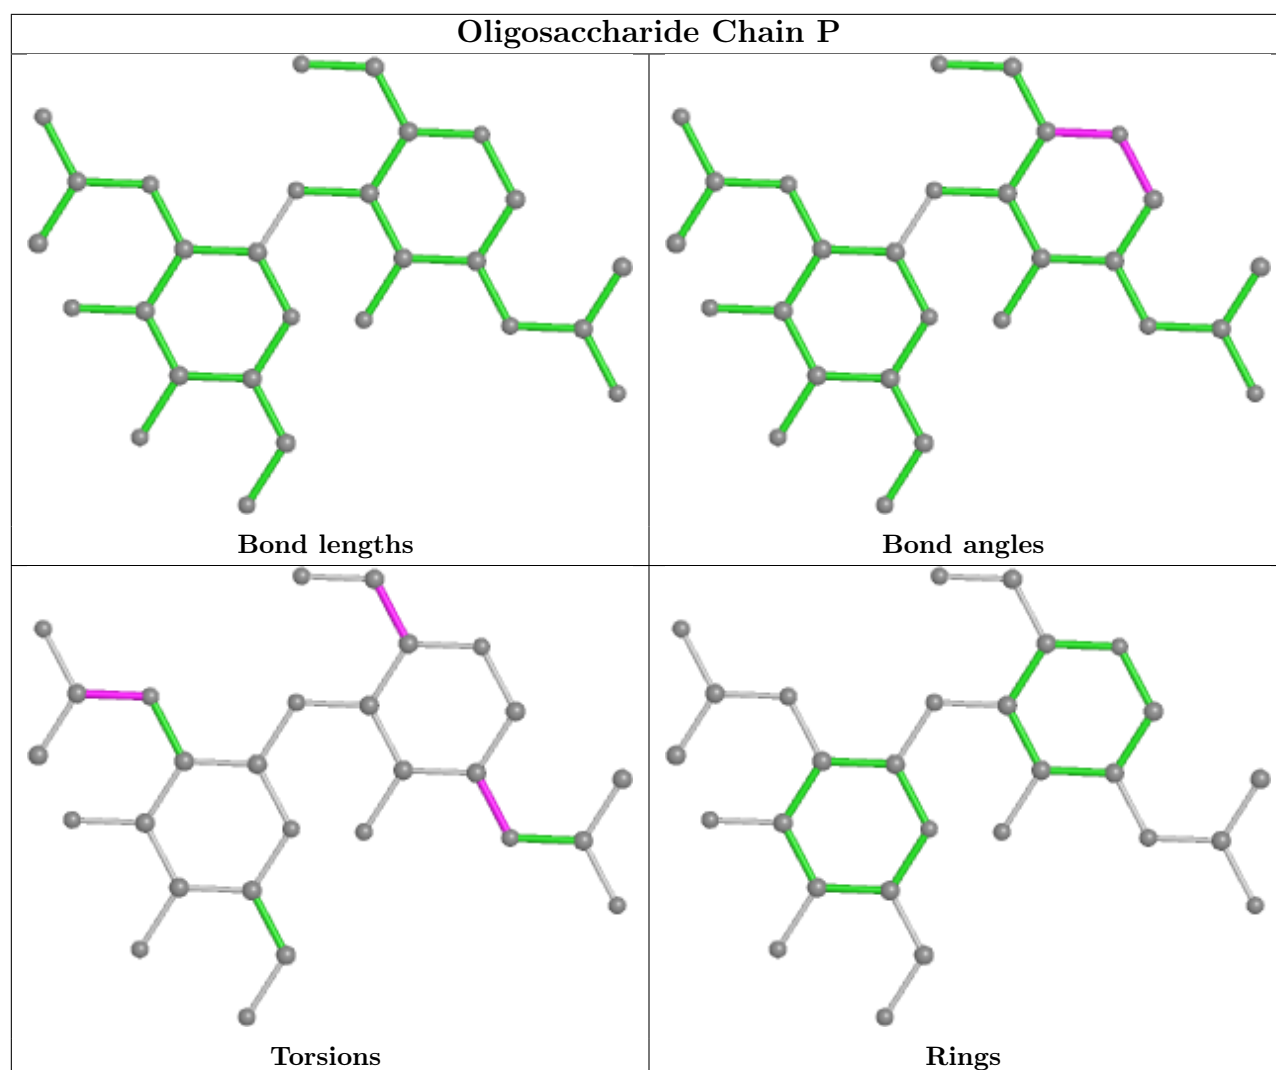 Oligosaccharide Chain P
Bond lengths
Bond angles
Torsions
Rings